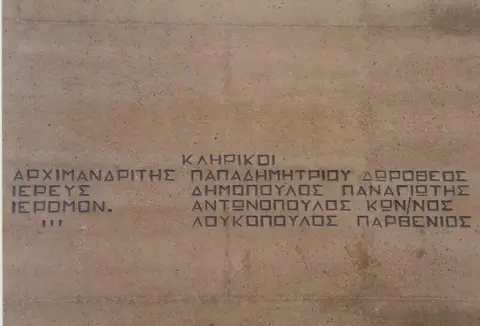 ΚΛΗΡΙΚΟΙ
ΑΡΧΙΜΑΝΔΡΙΤΗΣ ΠΑΠΑΔΗΜΗΤΡΙΟΥ ΔΩΡΟΘΕΟΣ
ΙΕΡΕΥΣ ΔΗΜΟΠΟΥΛΟΣ ΠΑΝΑΓΙΩΤΗΣ
ΙΕΡΟΜΟΝ. ΑΝΤΩΝΟΠΟΥΛΟΣ ΚΩΝ/ΝΟΣ
''' ΛΟΥΚΟΠΟΥΛΟΣ ΠΑΡΘΕΝΙΟΣ